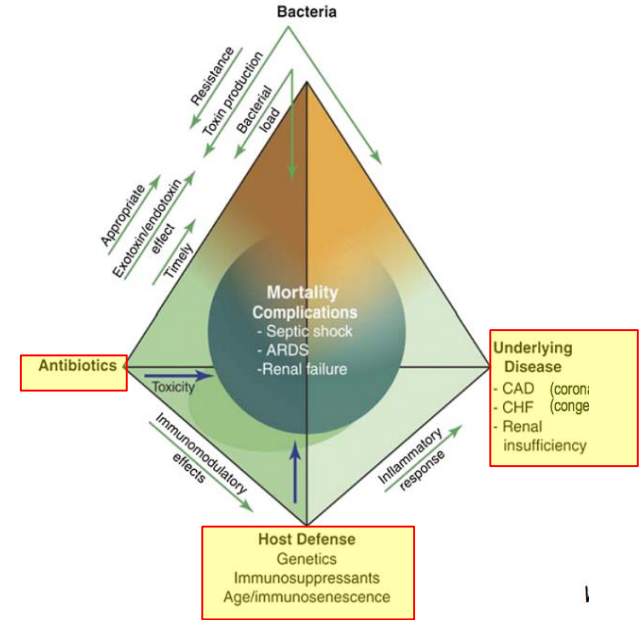 Bacteria
Resistance
Toxin production
Bacterial
load
Appropriate
Exotoxin/endotoxin
effect
Timely
Mortality
Complications
- Septic shock
- ARDS
-Renal failure
Antibiotics
Toxicity
Underlying
Disease
- CAD (corona
- CHF (conge
- Renal
insufficiency
Immunomodulatory
effects
Inflammatory
response
Host Defense
Genetics
Immunosuppressants
Age/immunosenescence